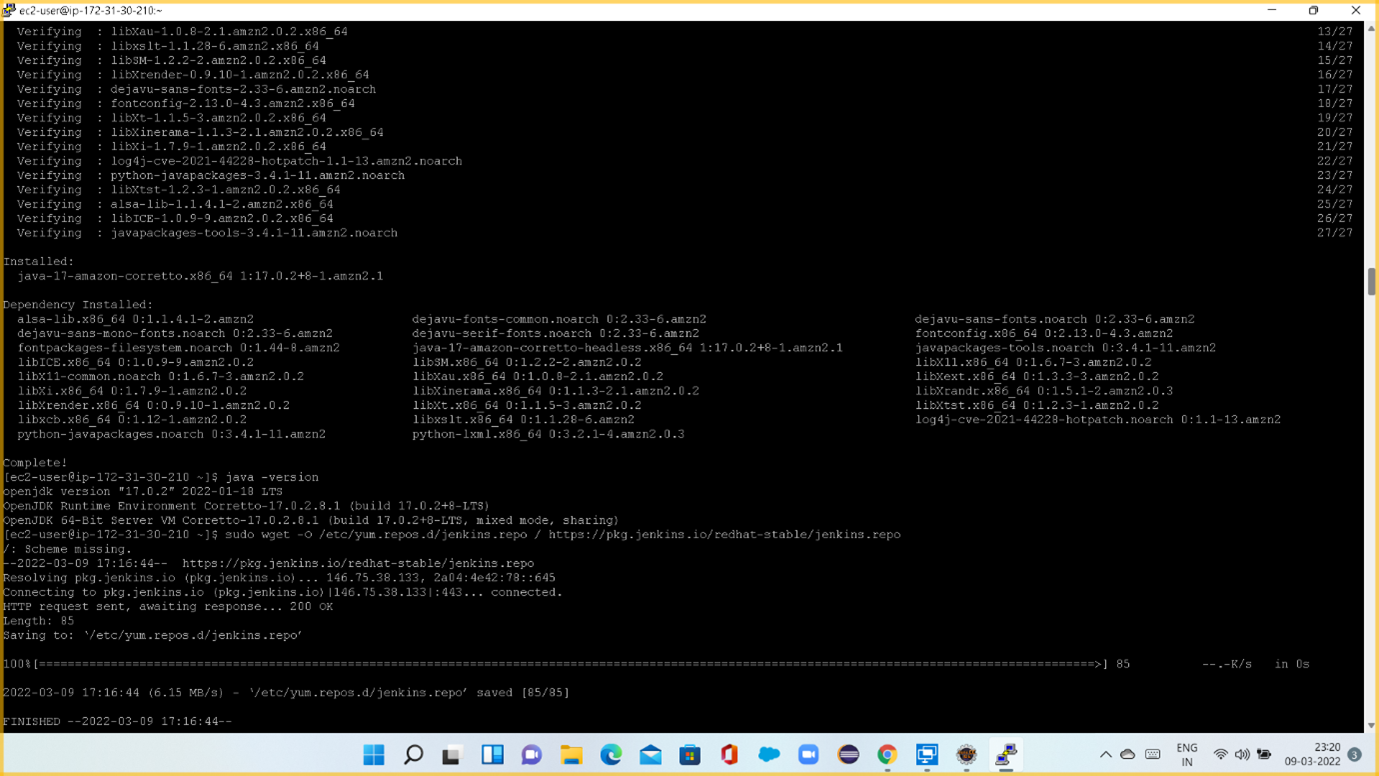 ec2-user@ip-172-31-30-210:~
Verifying : libXau-1.0.8-2.1.amzn2.0.2.x86_64 13/27
Verifying : libxslt-1.1.28-6.amzn2.x86_64 14/27
Verifying : libSM-1.2.2-2.amzn2.0.2.x86_64 15/27
Verifying : libXrender-0.9.10-1.amzn2.0.2.x86_64 16/27
Verifying : dejavu-sans-fonts-2.33-6.amzn2.noarch 17/27
Verifying : fontconfig-2.13.0-4.3.amzn2.x86_64 18/27
Verifying : libXt-1.1.5-3.amzn2.0.2.x86_64 19/27
Verifying : libXinerama-1.1.3-2.1.amzn2.0.2.x86_64 20/27
Verifying : libXi-1.7.9-1.amzn2.0.2.x86_64 21/27
Verifying : log4j-cve-2021-44228-hotpatch-1.1-13.amzn2.noarch 22/27
Verifying : python-javapackages-3.4.1-11.amzn2.noarch 23/27
Verifying : libXtst-1.2.3-1.amzn2.0.2.x86_64 24/27
Verifying : alsa-lib-1.1.4.1-2.amzn2.x86_64 25/27
Verifying : libICE-1.0.9-9.amzn2.0.2.x86_64 26/27
Verifying : javapackages-tools-3.4.1-11.amzn2.noarch 27/27
Installed:
java-17-amazon-corretto.x86_64 1:17.0.2+8-1.amzn2.1
Dependency Installed:
alsa-lib.x86_64 0:1.1.4.1-2.amzn2 dejavu-fonts-common.noarch 0:2.33-6.amzn2 dejavu-sans-fonts.noarch 0:2.33-6.amzn2
dejavu-sans-mono-fonts.noarch 0:2.33-6.amzn2 dejavu-serif-fonts.noarch 0:2.33-6.amzn2 fontconfig.x86_64 0:2.13.0-4.3.amzn2
fontpackages-filesystem.noarch 0:1.44-8.amzn2 java-17-amazon-corretto-headless.x86_64 1:17.0.2+8-1.amzn2.1 javapackages-tools.noarch 0:3.4.1-11.amzn2
libICE.x86_64 0:1.0.9-9.amzn2.0.2 libSM.x86_64 0:1.2.2-2.amzn2.0.2 libX11.x86_64 0:1.6.7-3.amzn2.0.2
libX11-common.noarch 0:1.6.7-3.amzn2.0.2 libXau.x86_64 0:1.0.8-2.1.amzn2.0.2 libXext.x86_64 0:1.3.3-3.amzn2.0.2
libXi.x86_64 0:1.7.9-1.amzn2.0.2 libXinerama.x86_64 0:1.1.3-2.1.amzn2.0.2 libXrandr.x86_64 0:1.5.1-2.amzn2.0.3
libXrender.x86_64 0:0.9.10-1.amzn2.0.2 libXt.x86_64 0:1.1.5-3.amzn2.0.2 libXtst.x86_64 0:1.2.3-1.amzn2.0.2
libxcb.x86_64 0:1.12-1.amzn2.0.2 libxslt.x86_64 0:1.1.28-6.amzn2 log4j-cve-2021-44228-hotpatch.noarch 0:1.1-13.amzn2
python-javapackages.noarch 0:3.4.1-11.amzn2 python-lxml.x86_64 0:3.2.1-4.amzn2.0.3
Complete!
[ec2-user@ip-172-31-30-210 ~]$ java -version
openjdk version "17.0.2" 2022-01-18 LTS
OpenJDK Runtime Environment Corretto-17.0.2.8.1 (build 17.0.2+8-LTS)
OpenJDK 64-Bit Server VM Corretto-17.0.2.8.1 (build 17.0.2+8-LTS, mixed mode, sharing)
[ec2-user@ip-172-31-30-210 ~]$ sudo wget -O /etc/yum.repos.d/jenkins.repo / https://pkg.jenkins.io/redhat-stable/jenkins.repo
/: Scheme missing.
--2022-03-09 17:16:44-- https://pkg.jenkins.io/redhat-stable/jenkins.repo
Resolving pkg.jenkins.io (pkg.jenkins.io)... 146.75.38.133, 2a04:4e42:78::645
Connecting to pkg.jenkins.io (pkg.jenkins.io)|146.75.38.133|:443... connected.
HTTP request sent, awaiting response... 200 OK
Length: 85
Saving to: ‘/etc/yum.repos.d/jenkins.repo’
100%[==================================================================================================================================================>] 85 --.-K/s in 0s
2022-03-09 17:16:44 (6.15 MB/s) - ‘/etc/yum.repos.d/jenkins.repo’ saved [85/85]
FINISHED --2022-03-09 17:16:44--
ENG
IN
23:20
09-03-2022
3